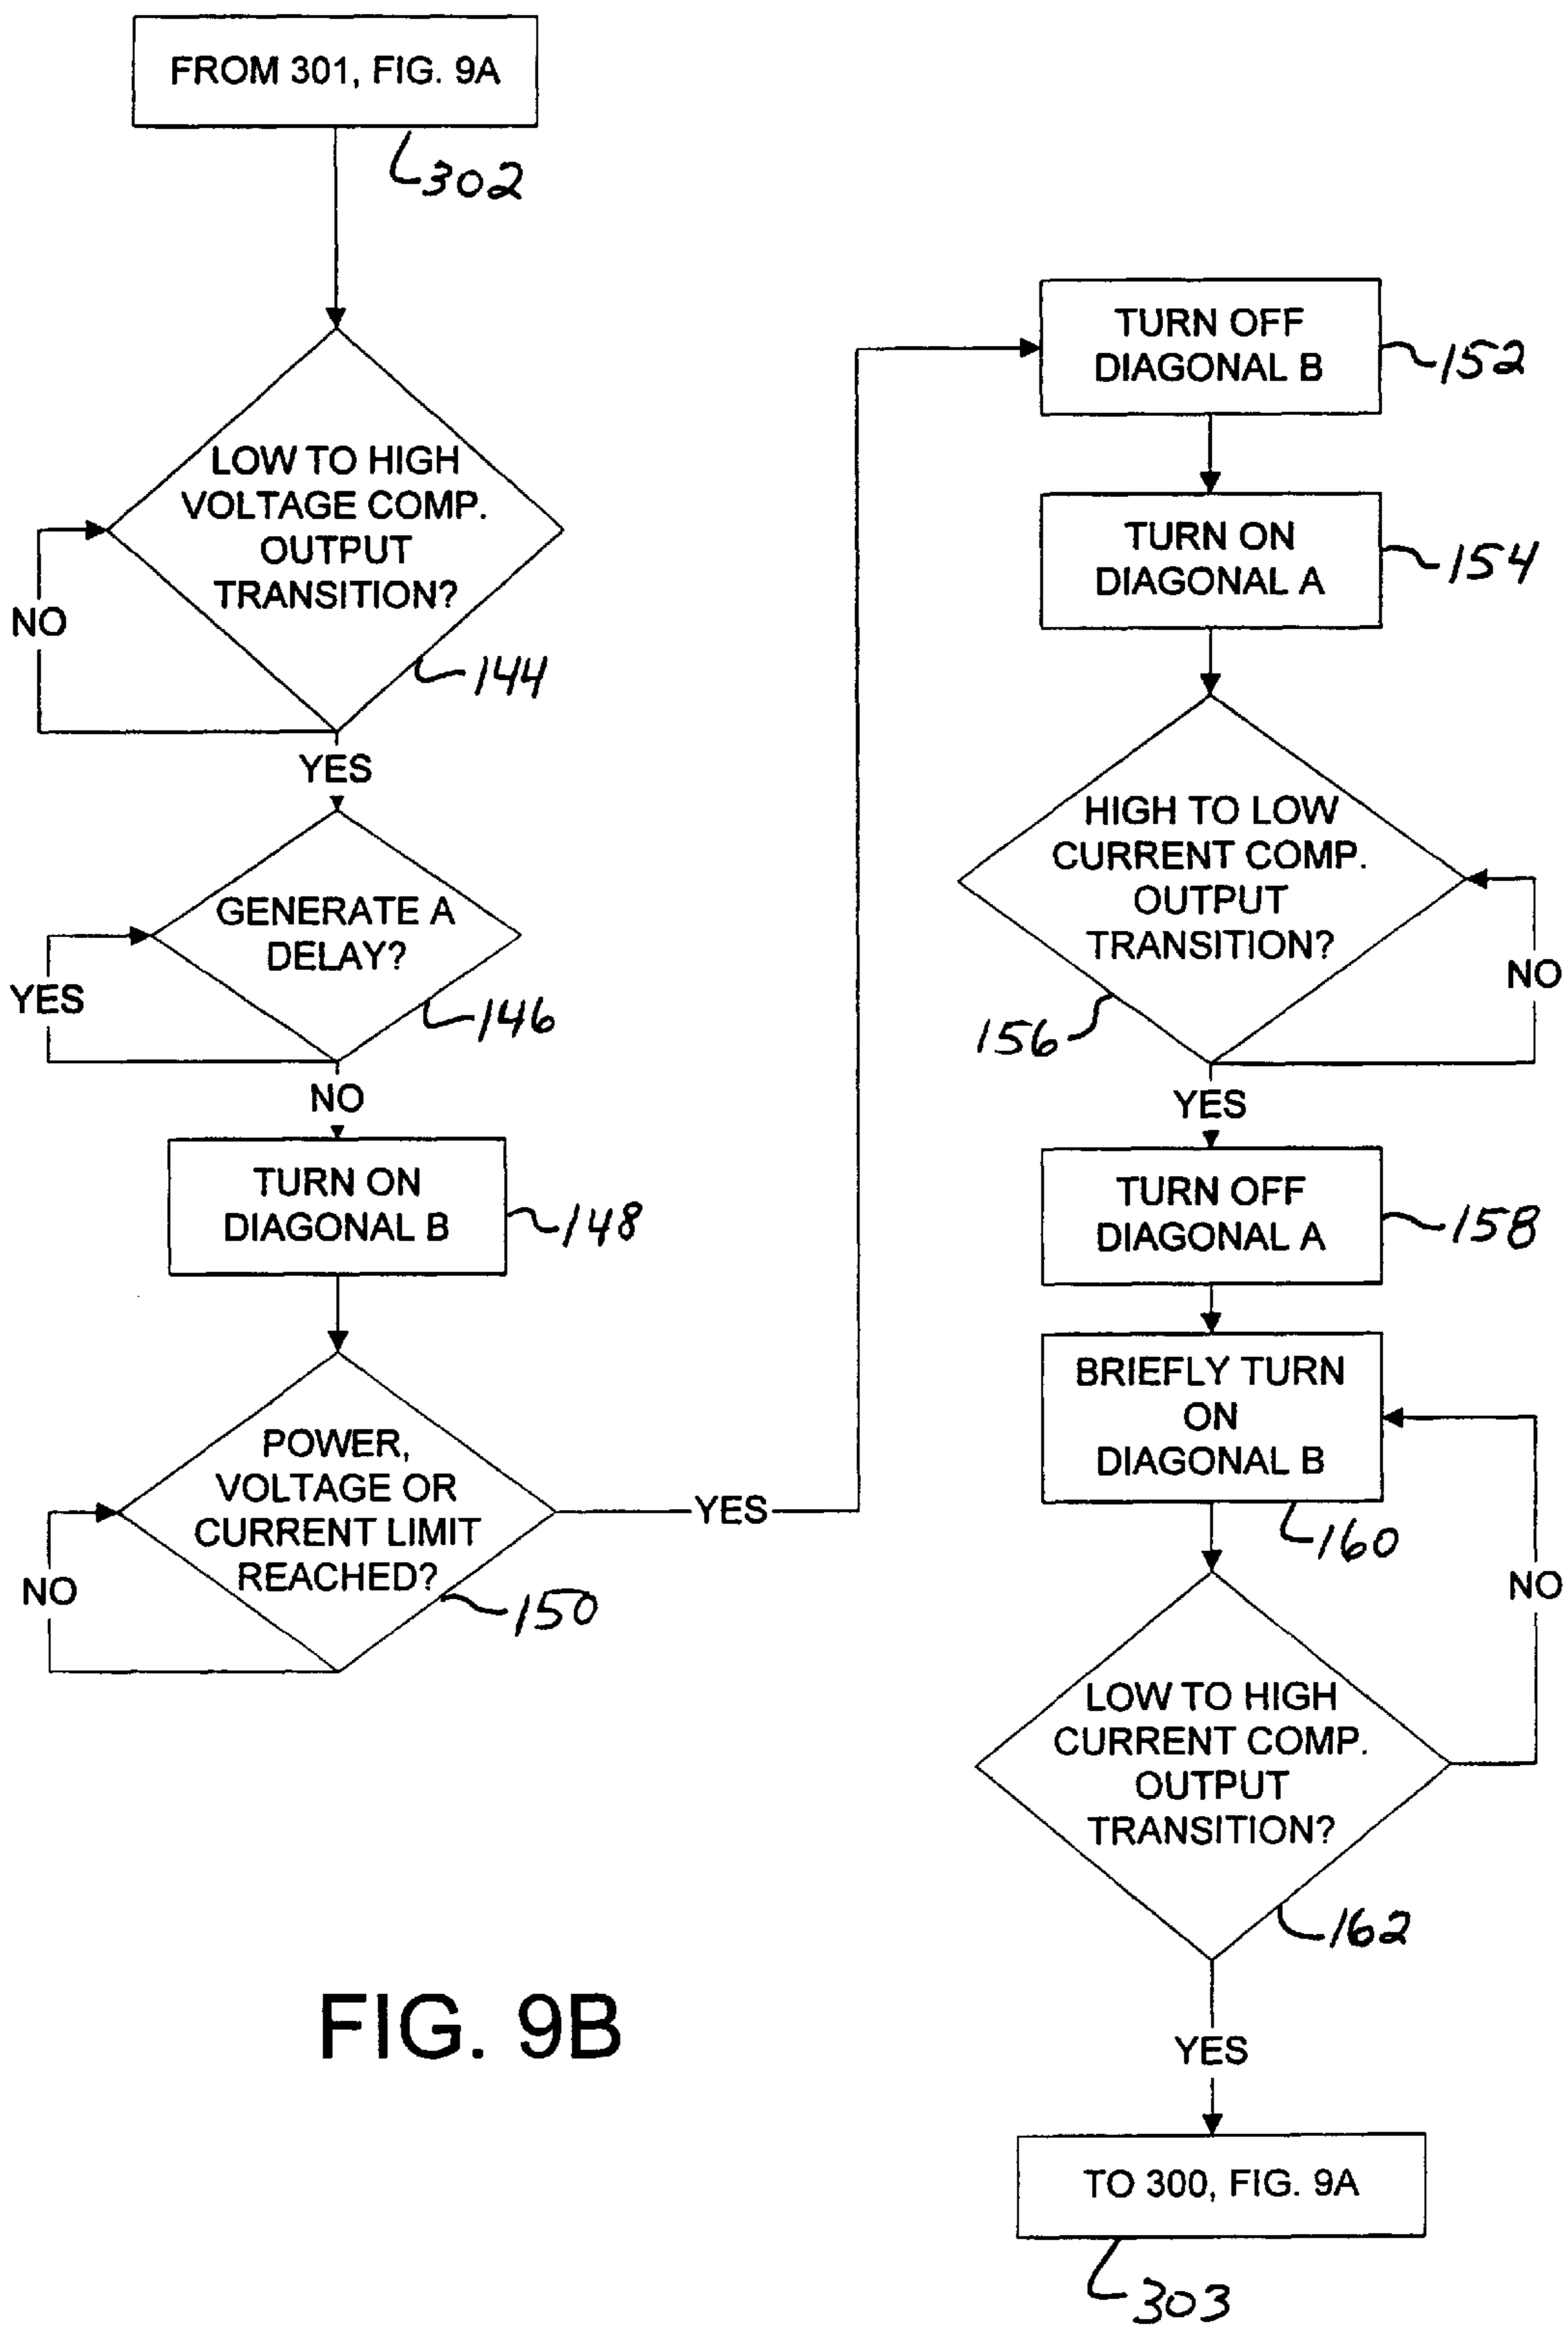 FROM 301, FIG. 9A
302
LOW TO HIGH
VOLTAGE COMP.
OUTPUT
TRANSITION?
NO
144
YES
GENERATE A
DELAY?
YES
146
NO
TURN ON
DIAGONAL B
148
POWER,
VOLTAGE OR
CURRENT LIMIT
REACHED?
NO
150
YES
TURN OFF
DIAGONAL B
152
TURN ON
DIAGONAL A
154
HIGH TO LOW
CURRENT COMP.
OUTPUT
TRANSITION?
NO
156
YES
TURN OFF
DIAGONAL A
158
BRIEFLY TURN
ON
DIAGONAL B
160
NO
LOW TO HIGH
CURRENT COMP.
OUTPUT
TRANSITION?
162
YES
TO 300, FIG. 9A
303
FIG. 9B